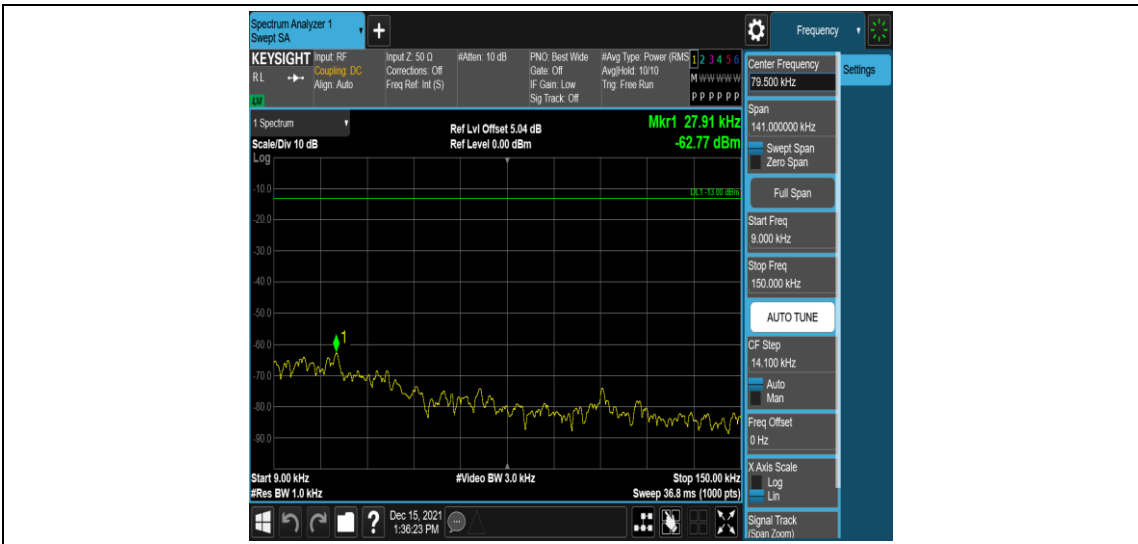 Spectrum Analyzer 1
Swept SA
+
Frequency
KEYSIGHT
RL
LXI
Input: RF
Coupling: DC
Align: Auto
Input Z: 50 Ω
Corrections: Off
Freq Ref: Int (S)
#Atten: 10 dB
PNO: Best Wide
Gate: Off
IF Gain: Low
Sig Track: Off
#Avg Type: Power (RMS
Avg|Hold: 10/10
Trig: Free Run
1 2 3 4 5 6
M W W W W W
P P P P P P
Center Frequency
79.500 kHz
Settings
Span
141.000000 kHz
Swept Span
Zero Span
Full Span
Start Freq
9.000 kHz
Stop Freq
150.000 kHz
AUTO TUNE
CF Step
14.100 kHz
Auto
Man
Freq Offset
0 Hz
X Axis Scale
Log
Lin
Signal Track
(Span Zoom)
1 Spectrum
Scale/Div 10 dB
Log
Ref Lvl Offset 5.04 dB
Ref Level 0.00 dBm
Mkr1 27.91 kHz
-62.77 dBm
DL1 -13.00 dBm
-10.0
-20.0
-30.0
-40.0
-50.0
-60.0
-70.0
-80.0
-90.0
1
Start 9.00 kHz
#Res BW 1.0 kHz
#Video BW 3.0 kHz
Stop 150.00 kHz
Sweep 36.8 ms (1000 pts)
?
Dec 15, 2021
1:36:23 PM